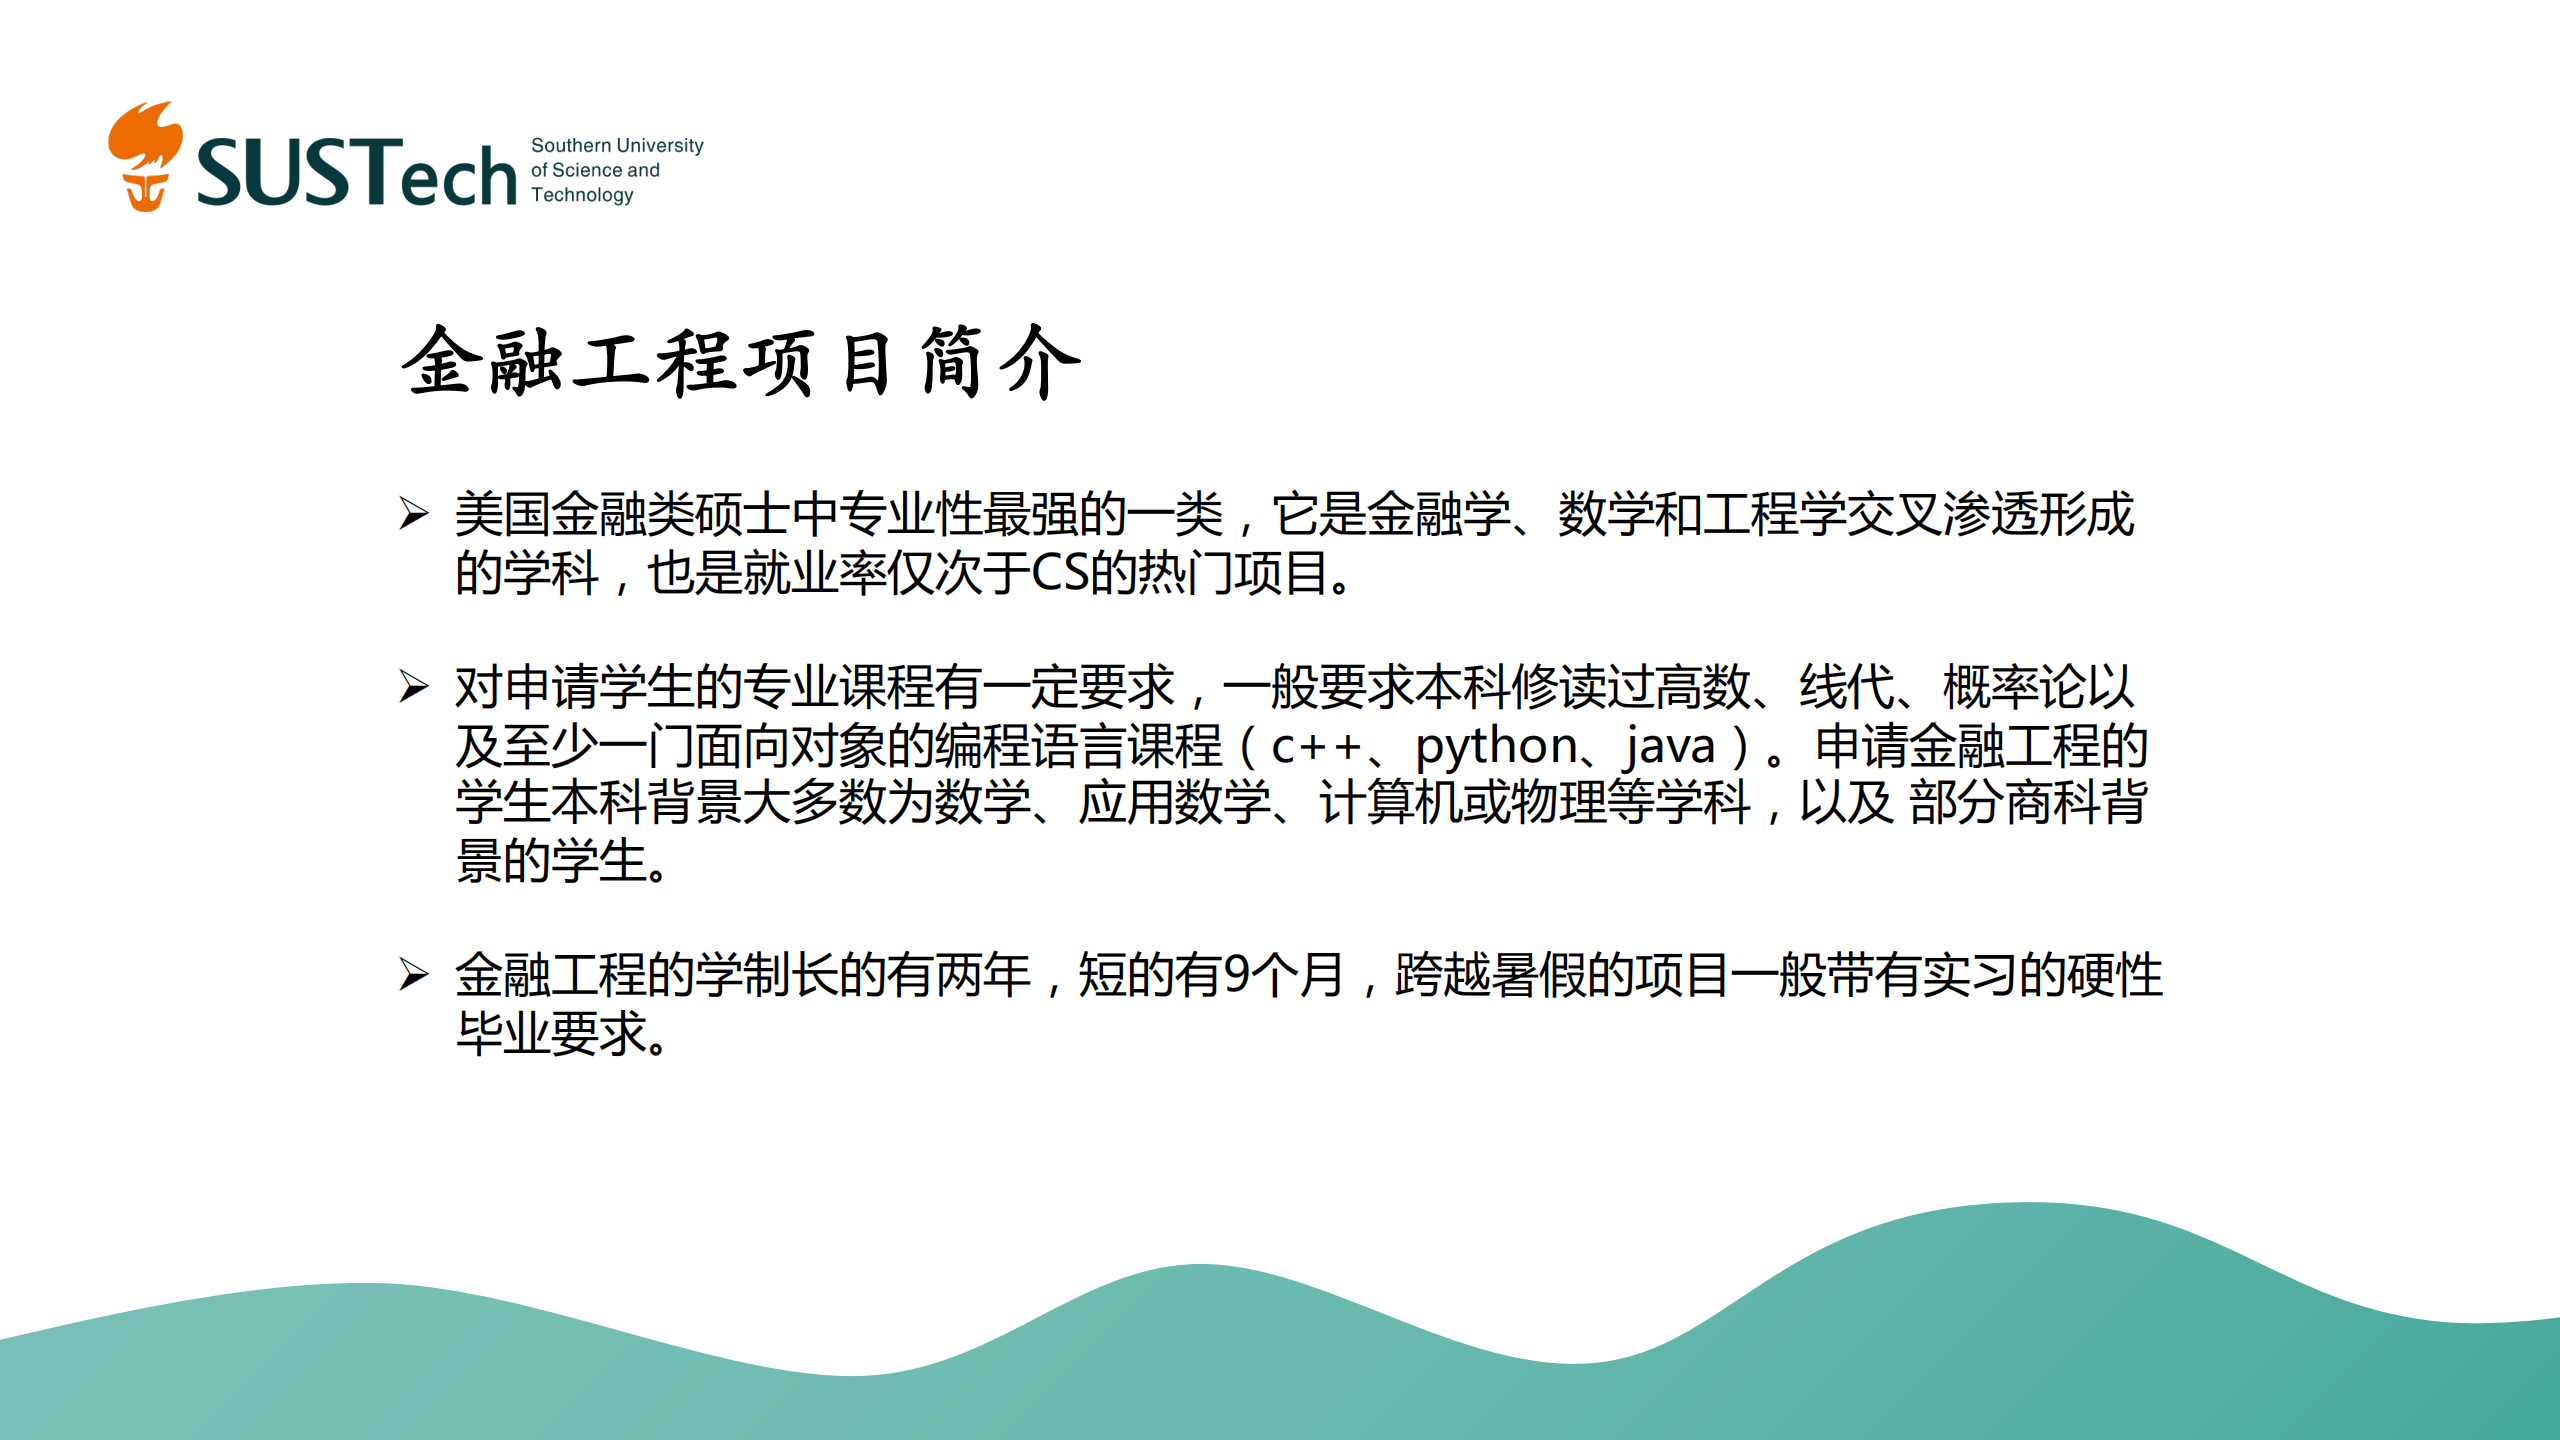 SUSTech
Southern University
of Science and
Technology
金融工程项目简介
➢ 美国金融类硕士中专业性最强的一类，它是金融学、数学和工程学交叉渗透形成
的学科，也是就业率仅次于CS的热门项目。
➢ 对申请学生的专业课程有一定要求，一般要求本科修读过高数、线代、概率论以
及至少一门面向对象的编程语言课程（c++、python、java）。申请金融工程的
学生本科背景大多数为数学、应用数学、计算机或物理等学科，以及 部分商科背
景的学生。
➢ 金融工程的学制长的有两年，短的有9个月，跨越暑假的项目一般带有实习的硬性
毕业要求。